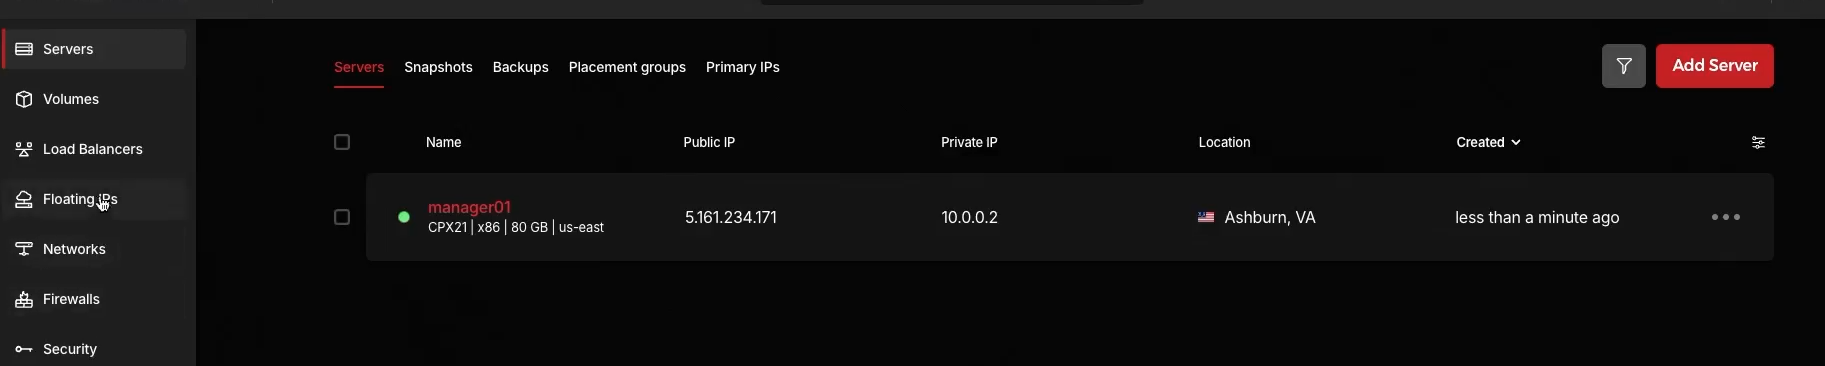 Servers
Volumes
Load Balancers
Floating IPs
Networks
Firewalls
Security
Servers Snapshots Backups Placement groups Primary IPs
Add Server
Name Public IP Private IP Location Created
manager01
CPX21 | x86 | 80 GB | us-east
5.161.234.171 10.0.0.2 Ashburn, VA less than a minute ago